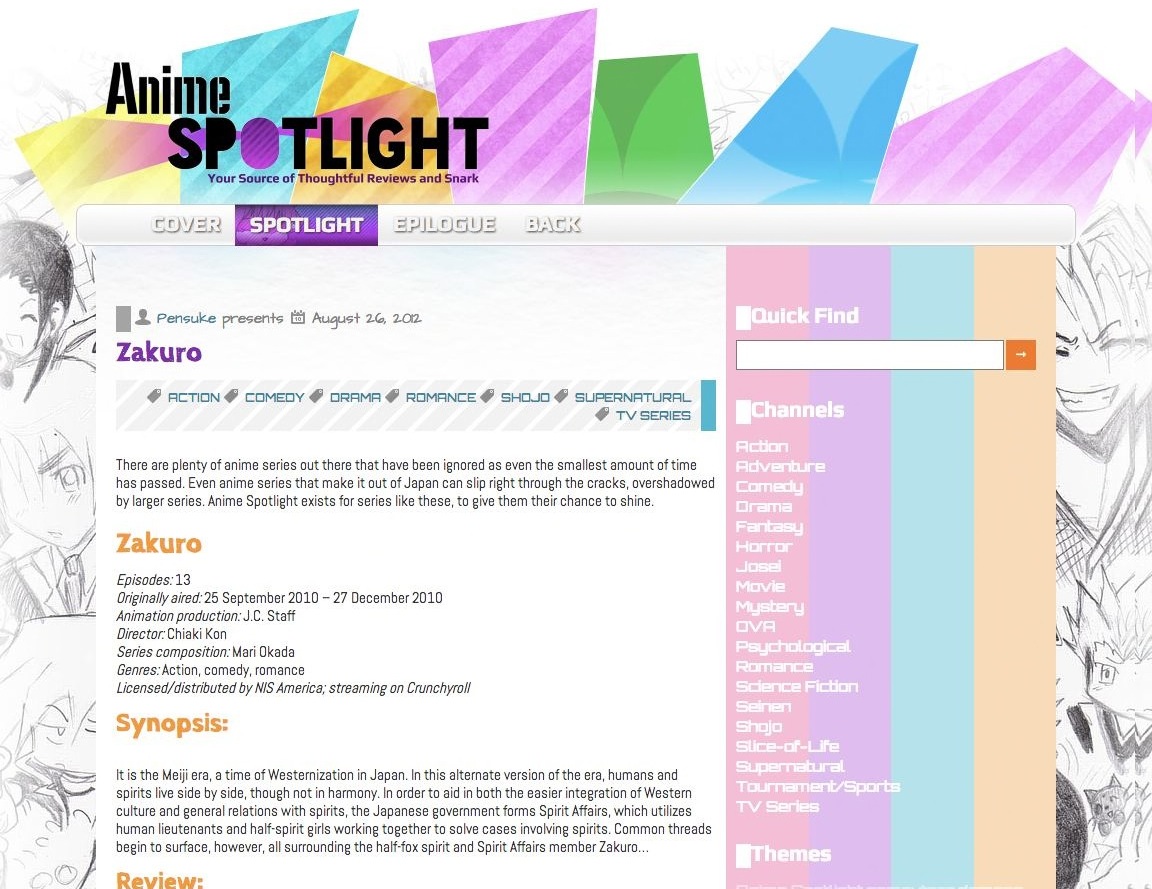 Anime
SPOTLIGHT
Your Source of Thoughtful Reviews and Snark
COVER SPOTLIGHT EPILOGUE BACK
Pensuke presents August 26, 2012
Zakuro
ACTION COMEDY DRAMA ROMANCE SHOJO SUPERNATURAL
TV SERIES
There are plenty of anime series out there that have been ignored as even the smallest amount of time
has passed. Even anime series that make it out of Japan can slip right through the cracks, overshadowed
by larger series. Anime Spotlight exists for series like these, to give them their chance to shine.
Zakuro
Episodes: 13
Originally aired: 25 September 2010 – 27 December 2010
Animation production: J.C. Staff
Director: Chiaki Kon
Series composition: Mari Okada
Genres: Action, comedy, romance
Licensed/distributed by NIS America; streaming on Crunchyroll
Synopsis:
It is the Meiji era, a time of Westernization in Japan. In this alternate version of the era, humans and
spirits live side by side, though not in harmony. In order to aid in both the easier integration of Western
culture and general relations with spirits, the Japanese government forms Spirit Affairs, which utilizes
human lieutenants and half-spirit girls working together to solve cases involving spirits. Common threads
begin to surface, however, all surrounding the half-fox spirit and Spirit Affairs member Zakuro…
Review:
Quick Find
→
Channels
Action
Adventure
Comedy
Drama
Fantasy
Horror
Josei
Movie
Mystery
OVA
Psychological
Romance
Science Fiction
Seinen
Shojo
Slice-of-Life
Supernatural
Tournament/Sports
TV Series
Themes